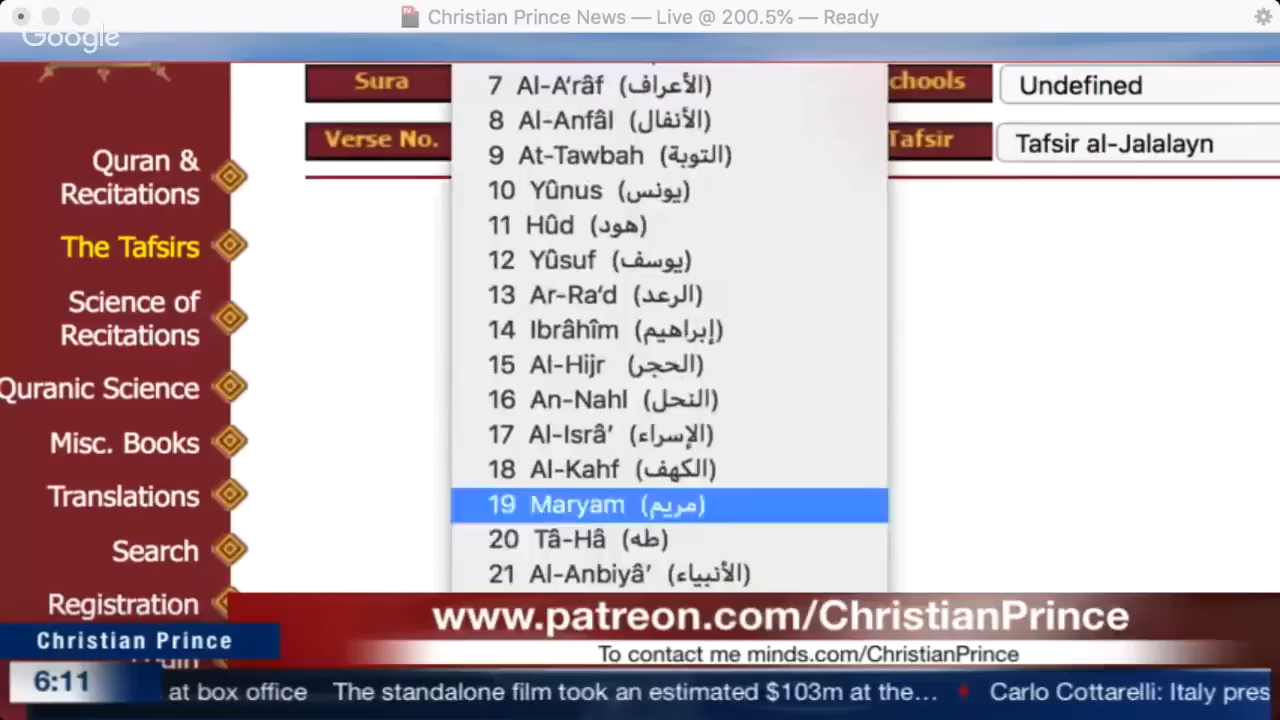 Christian Prince News — Live @ 200.5% — Ready
Google
Sura
chools
Undefined
Verse No.
Tafsir
Tafsir al-Jalalayn
Quran &
Recitations
The Tafsirs
Science of
Recitations
Quranic Science
Misc. Books
Translations
Search
Registration
7 Al-A'râf (الأعراف)
8 Al-Anfâl (الأنفال)
9 At-Tawbah (التوبة)
10 Yûnus (يونس)
11 Hûd (هود)
12 Yûsuf (يوسف)
13 Ar-Ra'd (الرعد)
14 Ibrâhîm (إبراهيم)
15 Al-Hijr (الحجر)
16 An-Nahl (النحل)
17 Al-Isrâ' (الإسراء)
18 Al-Kahf (الكهف)
19 Maryam (مريم)
20 Tâ-Hâ (طه)
21 Al-Anbiyâ' (الأنبياء)
www.patreon.com/ChristianPrince
Christian Prince
To contact me minds.com/ChristianPrince
6:11
at box office The standalone film took an estimated $103m at the... Carlo Cottarelli: Italy pres